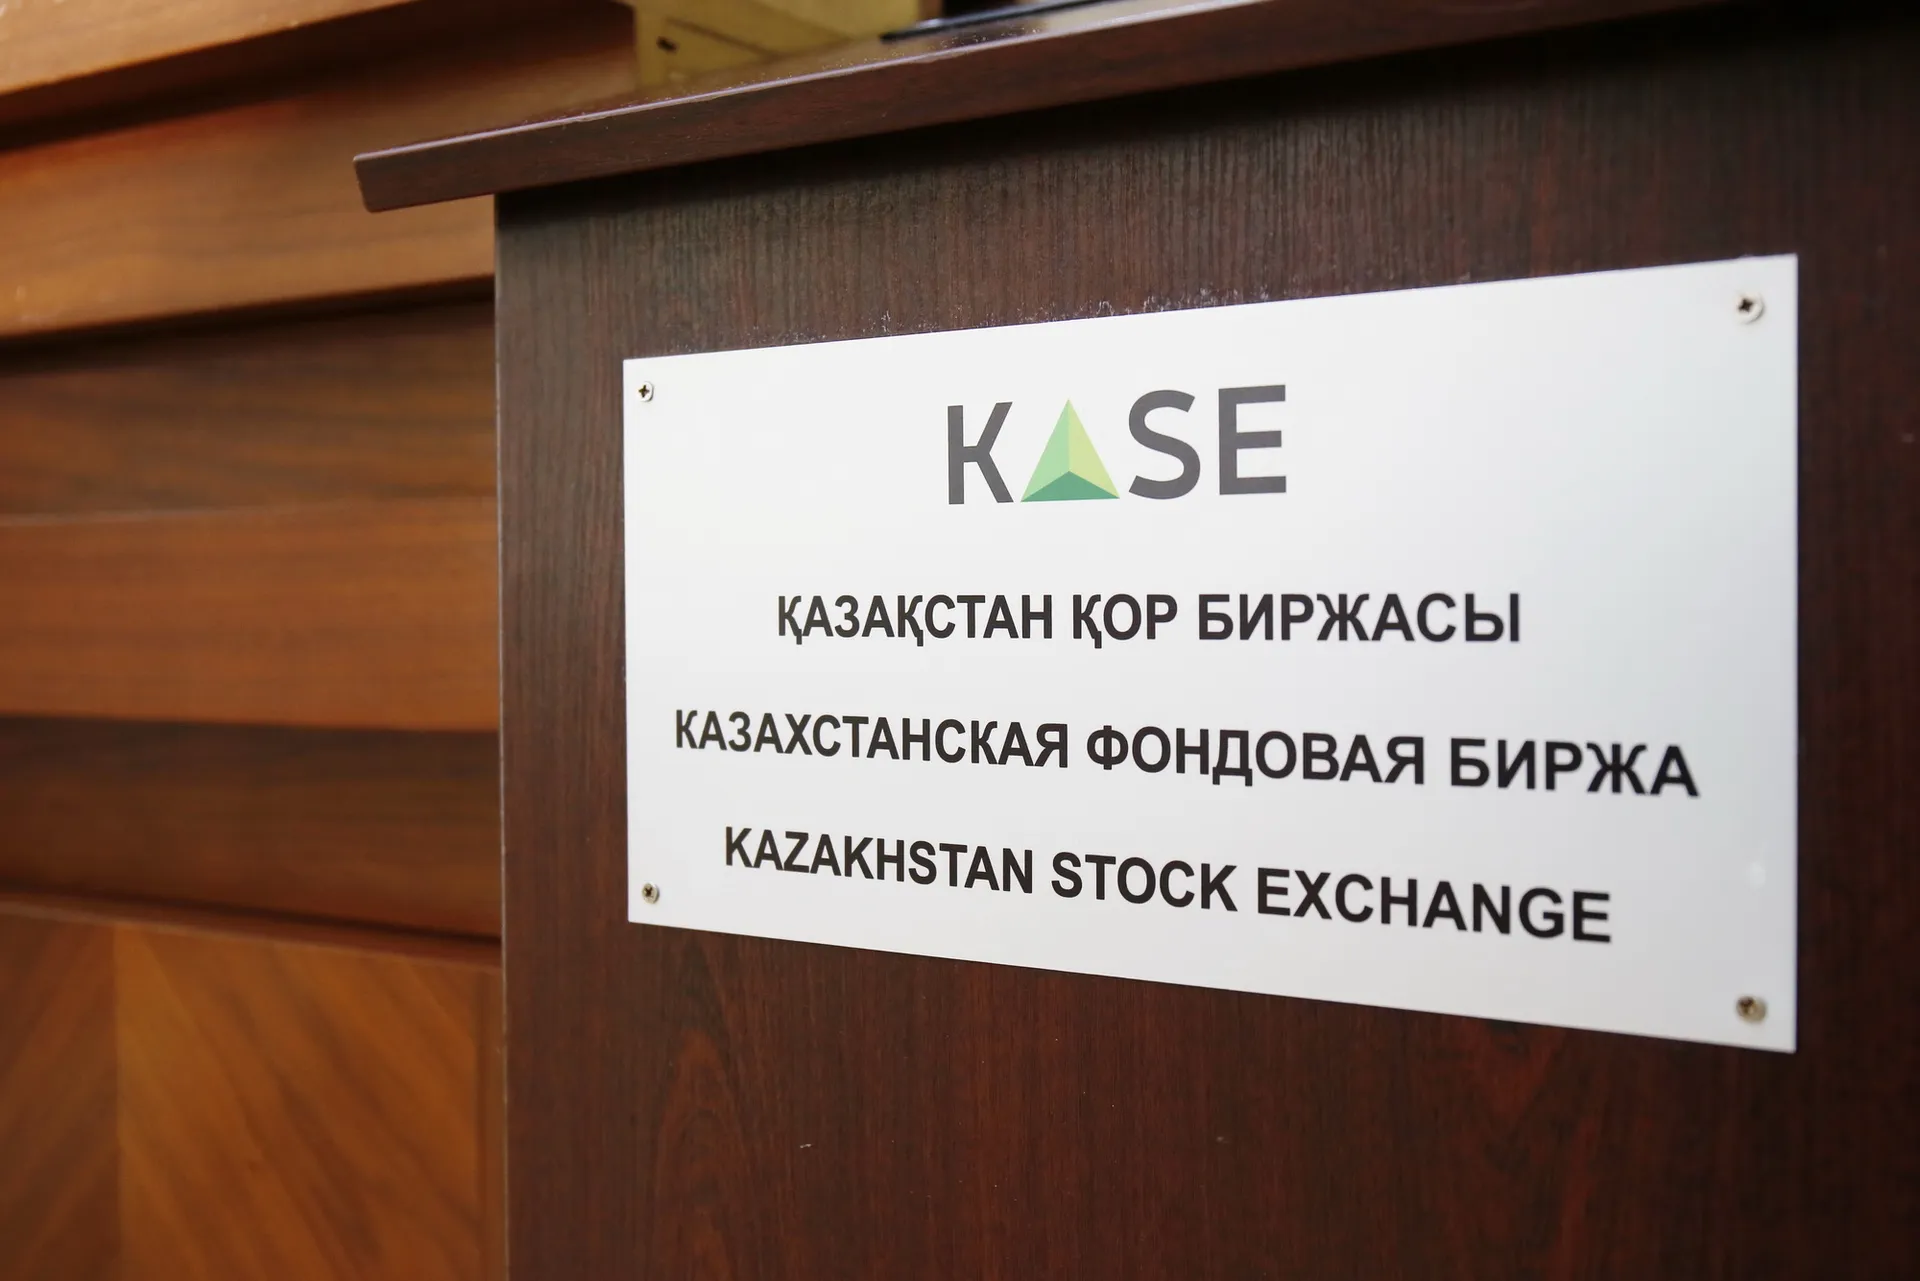 KASE
ҚАЗАҚСТАН ҚОР БИРЖАСЫ
КАЗАХСТАНСКАЯ ФОНДОВАЯ БИРЖА
KAZAKHSTAN STOCK EXCHANGE